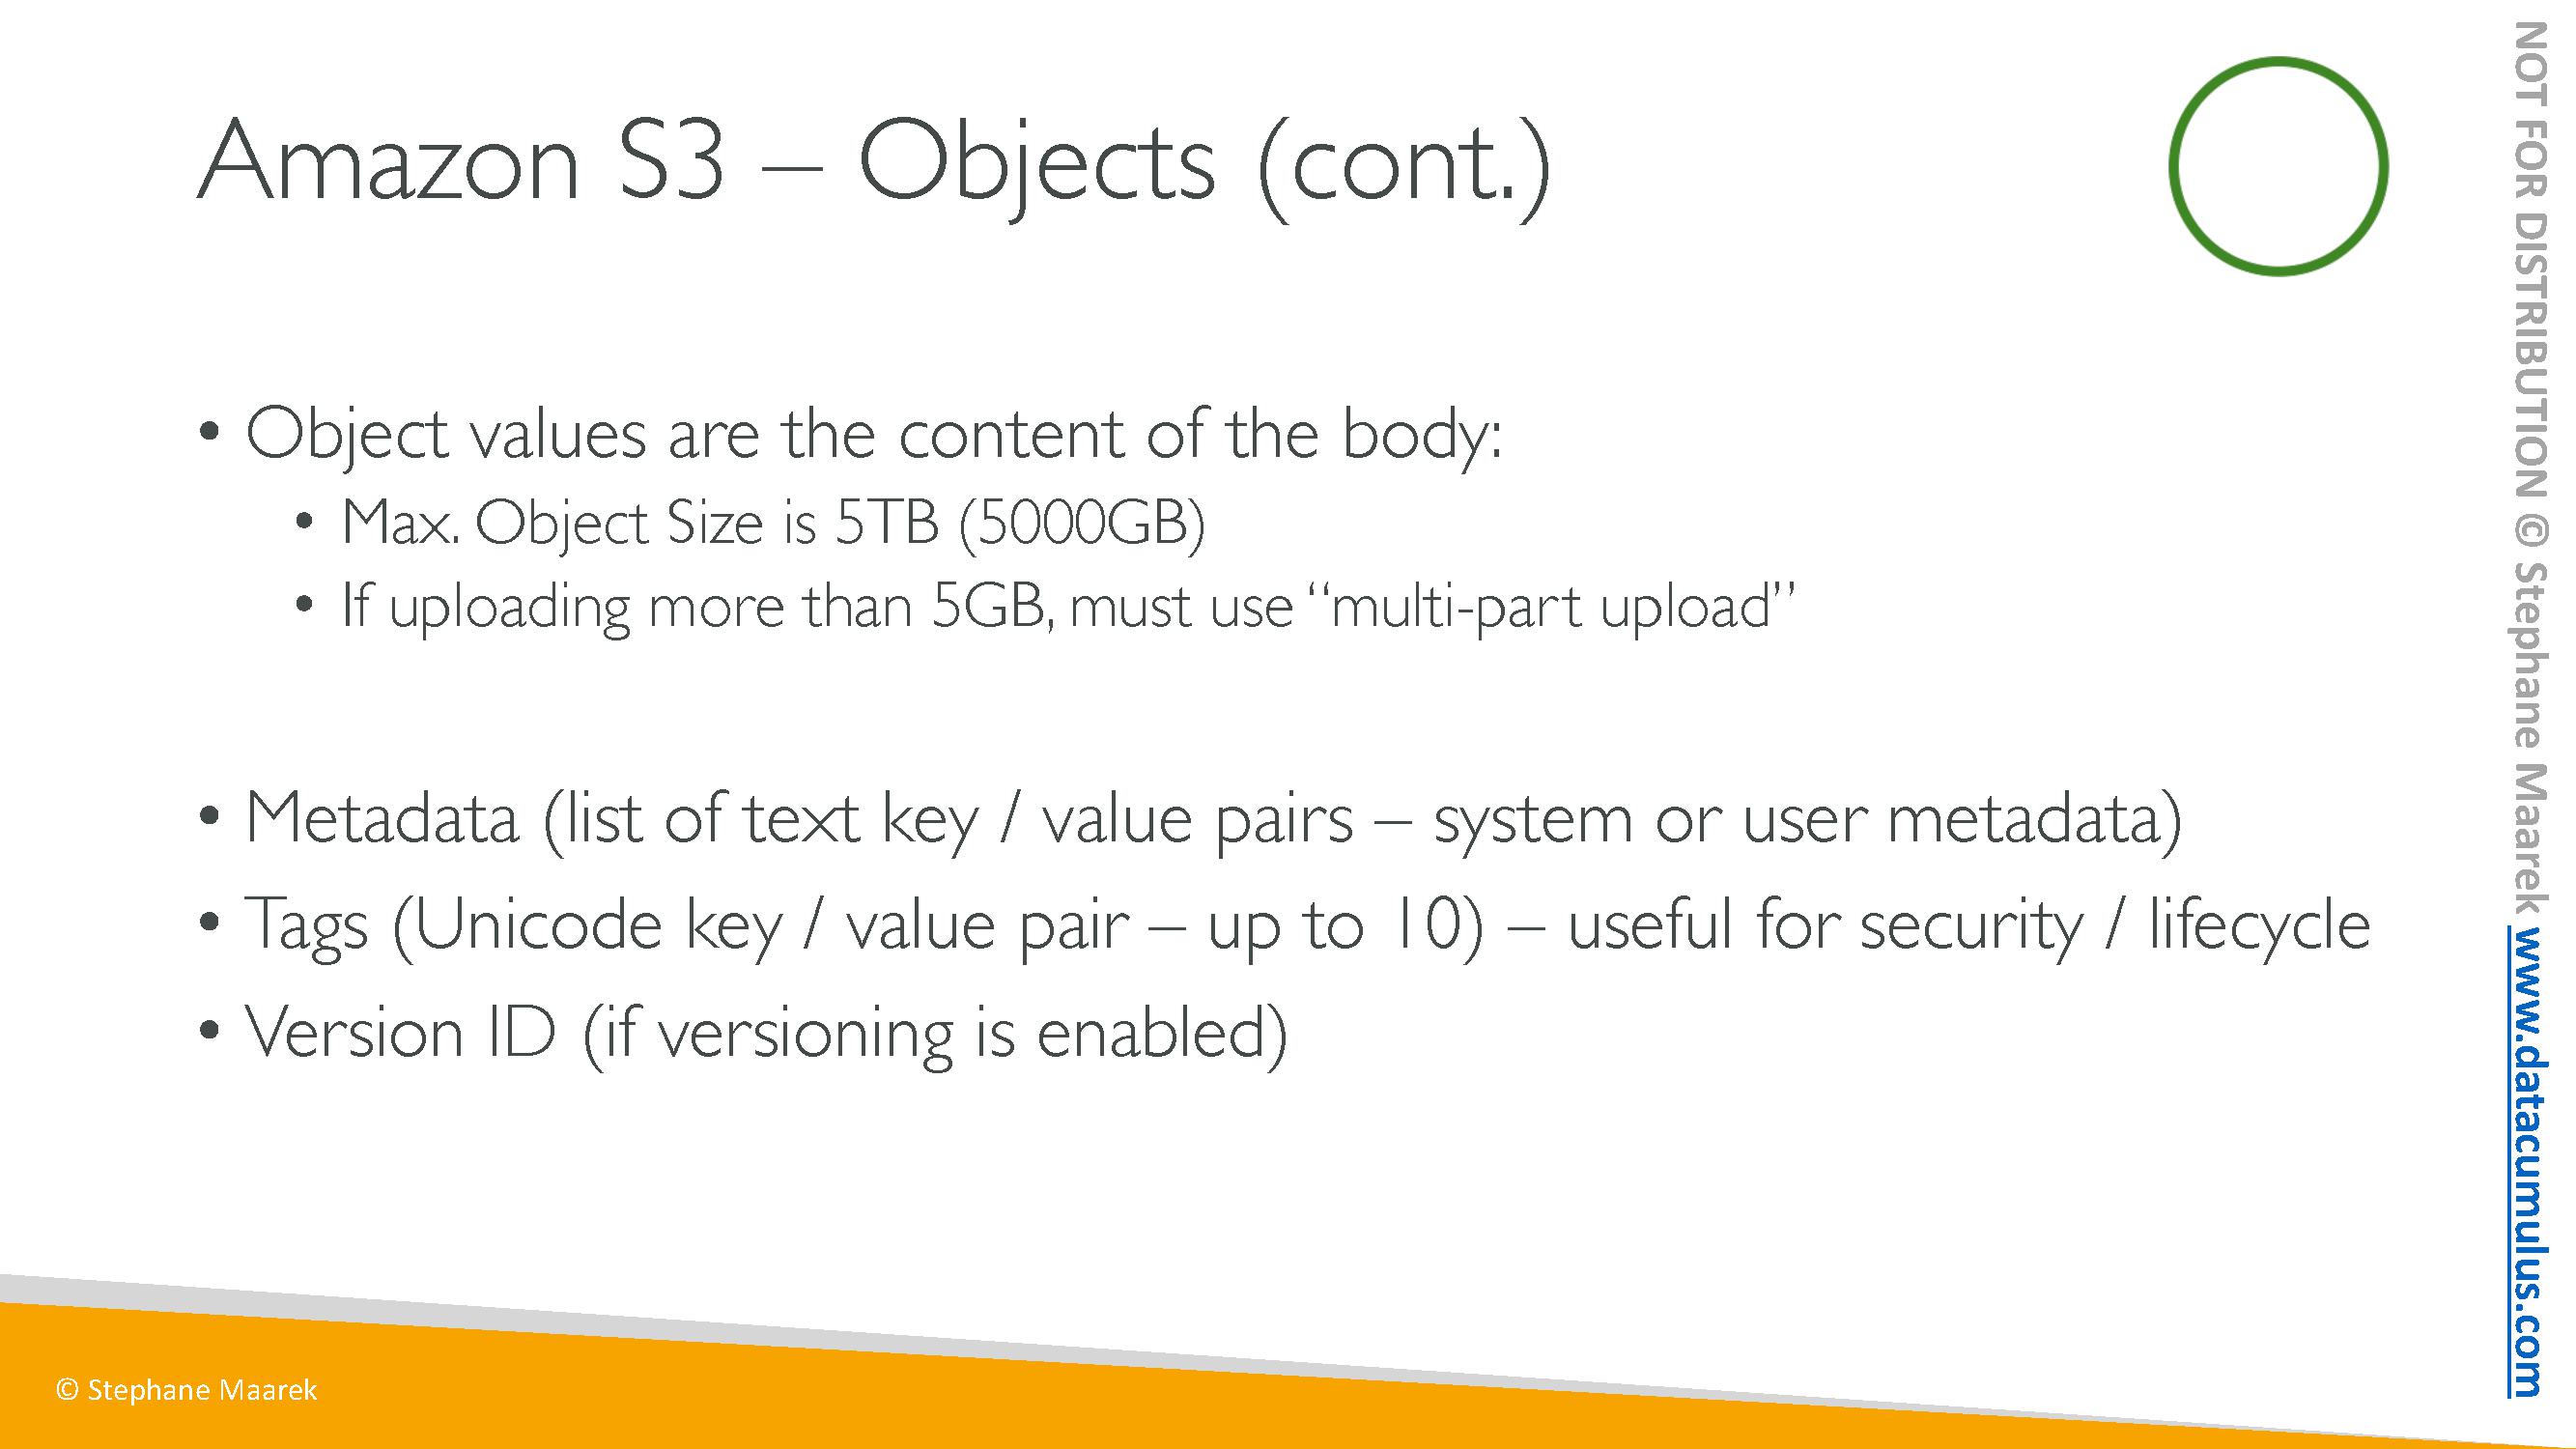 Amazon S3 – Objects (cont.)
• Object values are the content of the body:
• Max. Object Size is 5TB (5000GB)
• If uploading more than 5GB, must use “multi-part upload”
• Metadata (list of text key / value pairs – system or user metadata)
• Tags (Unicode key / value pair – up to 10) – useful for security / lifecycle
• Version ID (if versioning is enabled)
© Stephane Maarek
NOT FOR DISTRIBUTION © Stephane Maarek www.datacumulus.com